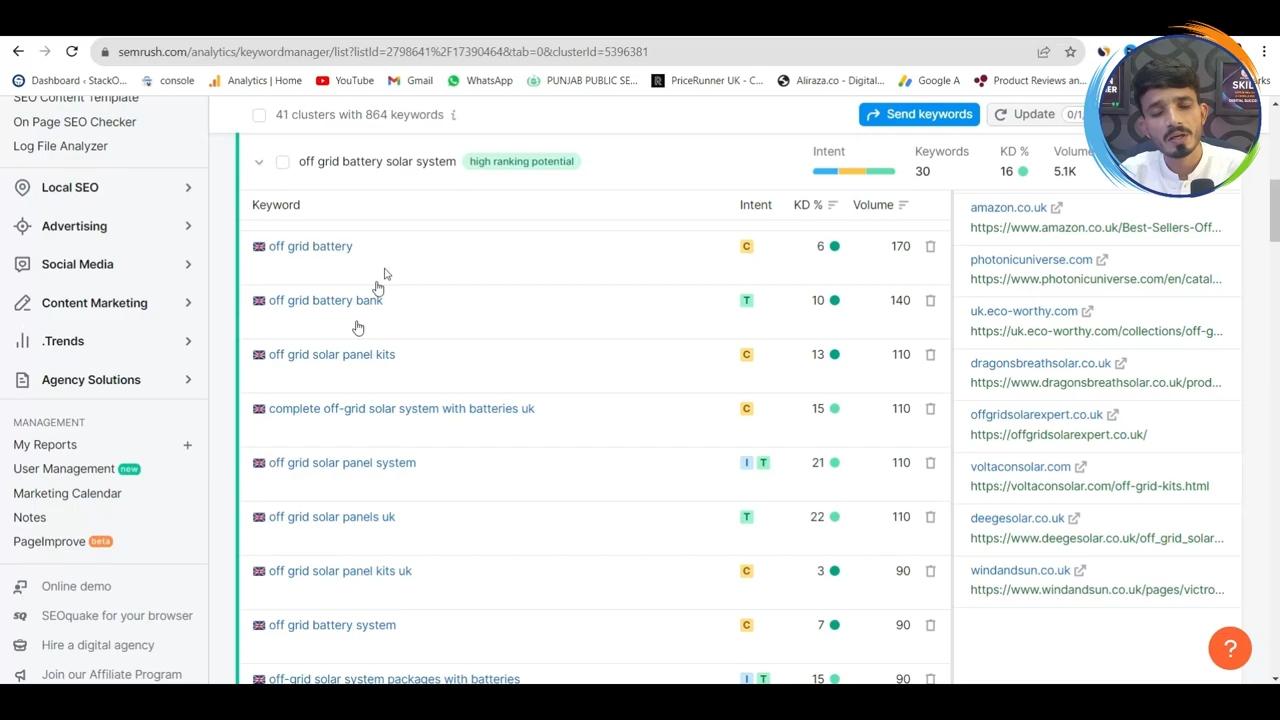 semrush.com/analytics/keywordmanager/list?listId=2798641%2F17390464&tab=0&clusterId=5396381
Dashboard ‹ StackO...
console
Analytics | Home
YouTube
Gmail
WhatsApp
PUNJAB PUBLIC SE...
PriceRunner UK - C...
Aliraza.co - Digital...
Google A
Product Reviews an...
SEO Content Template
On Page SEO Checker
Log File Analyzer
Local SEO
Advertising
Social Media
Content Marketing
.Trends
Agency Solutions
MANAGEMENT
My Reports +
User Management new
Marketing Calendar
Notes
PageImprove beta
Online demo
SEOquake for your browser
Hire a digital agency
Join our Affiliate Program
41 clusters with 864 keywords i
Send keywords
Update 0/1
off grid battery solar system high ranking potential
Intent Keywords KD % Volume
30 16 5.1K
Keyword Intent KD % Volume
off grid battery C 6 170
off grid battery bank T 10 140
off grid solar panel kits C 13 110
complete off-grid solar system with batteries uk C 15 110
off grid solar panel system I T 21 110
off grid solar panels uk T 22 110
off grid solar panel kits uk C 3 90
off grid battery system C 7 90
off-grid solar system packages with batteries I T 15 90
amazon.co.uk
https://www.amazon.co.uk/Best-Sellers-Off...
photonicuniverse.com
https://www.photonicuniverse.com/en/catal...
uk.eco-worthy.com
https://uk.eco-worthy.com/collections/off-g...
dragonsbreathsolar.co.uk
https://www.dragonsbreathsolar.co.uk/prod...
offgridsolarexpert.co.uk
https://offgridsolarexpert.co.uk/
voltaconsolar.com
https://voltaconsolar.com/off-grid-kits.html
deegesolar.co.uk
https://www.deegesolar.co.uk/off_grid_solar...
windandsun.co.uk
https://www.windandsun.co.uk/pages/victro...
?
SKIL